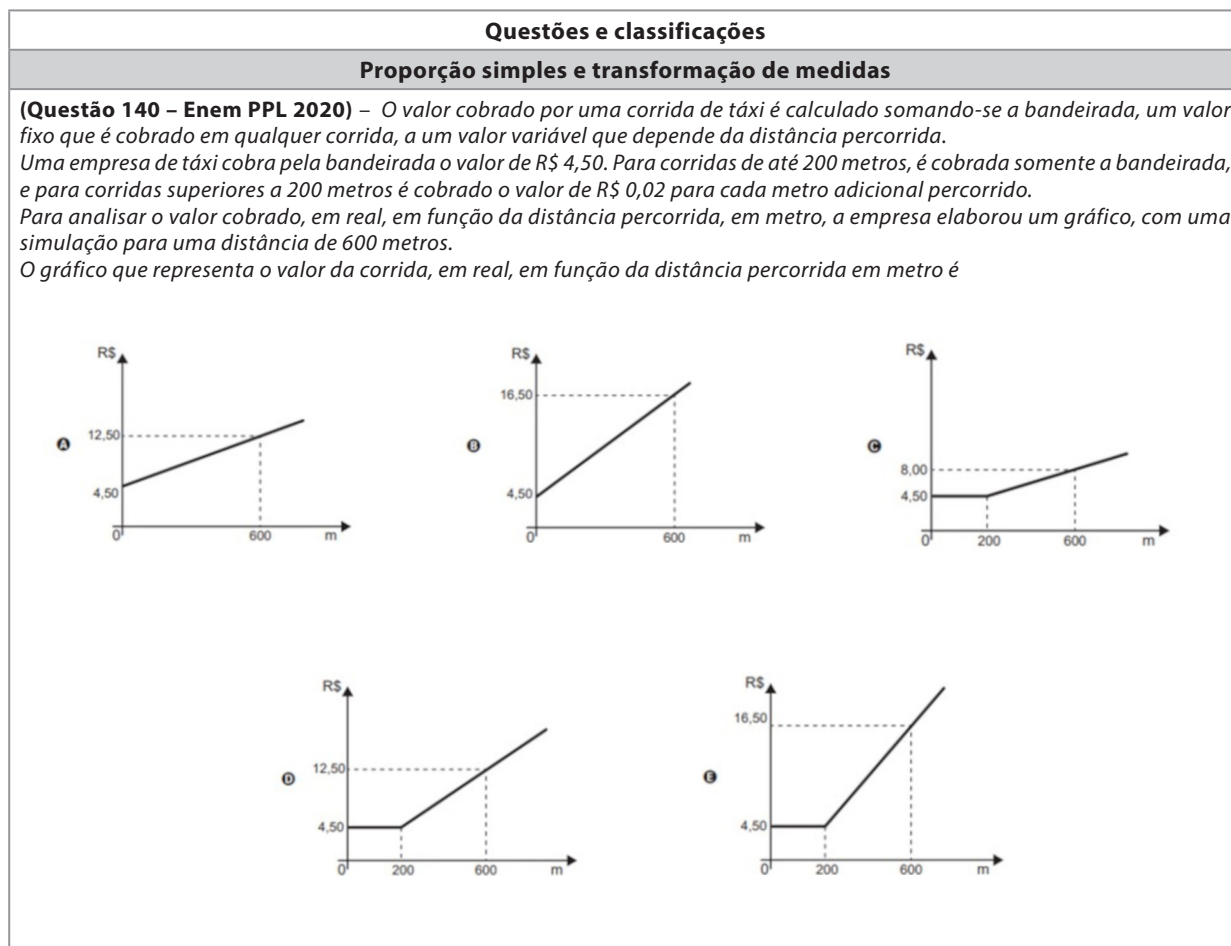 Questões e classificações
Proporção simples e transformação de medidas
(Questão 140 – Enem PPL 2020) – O valor cobrado por uma corrida de táxi é calculado somando-se a bandeirada, um valor
fixo que é cobrado em qualquer corrida, a um valor variável que depende da distância percorrida.
Uma empresa de táxi cobra pela bandeirada o valor de R$ 4,50. Para corridas de até 200 metros, é cobrada somente a bandeirada,
e para corridas superiores a 200 metros é cobrado o valor de R$ 0,02 para cada metro adicional percorrido.
Para analisar o valor cobrado, em real, em função da distância percorrida, em metro, a empresa elaborou um gráfico, com uma
simulação para uma distância de 600 metros.
O gráfico que representa o valor da corrida, em real, em função da distância percorrida em metro é
A
R$
12,50
4,50
0 600 m
B
R$
16,50
4,50
0 600 m
C
R$
8,00
4,50
0 200 600 m
D
R$
12,50
4,50
0 200 600 m
E
R$
16,50
4,50
0 200 600 m